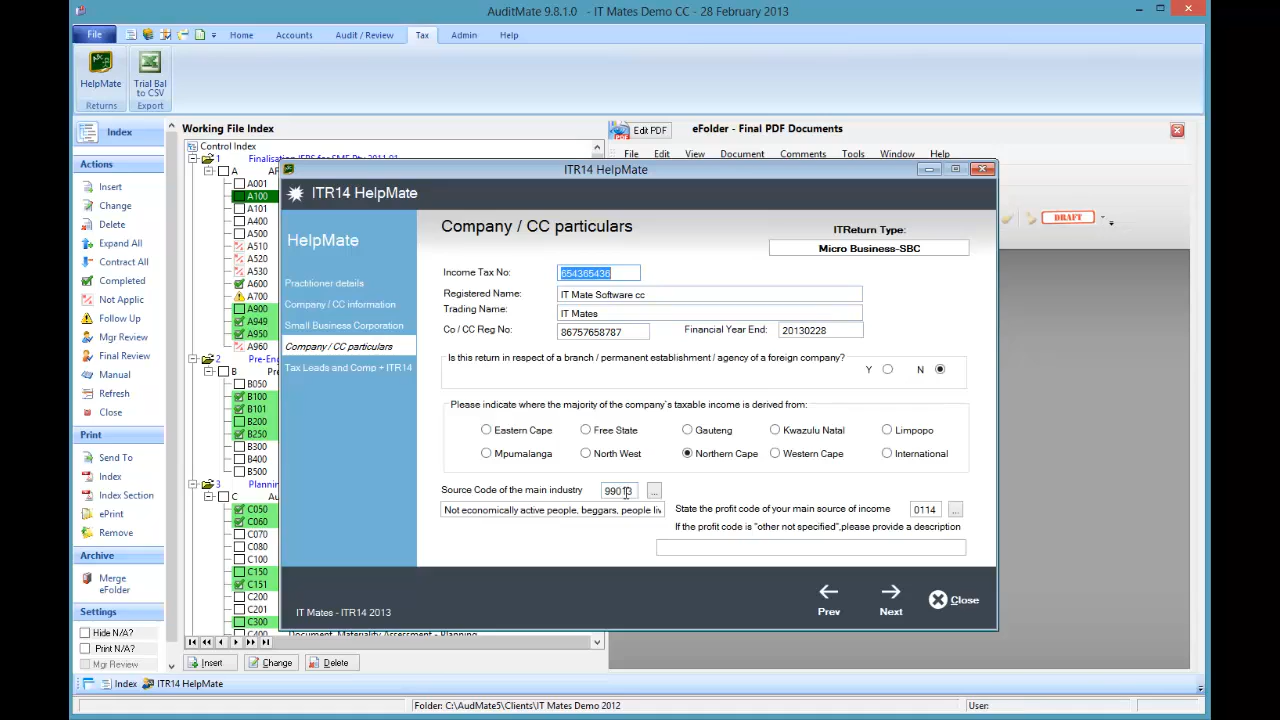 AuditMate 9.8.1.0 - IT Mates Demo CC - 28 February 2013
File Home Accounts Audit / Review Tax Admin Help
HelpMate
Trial Bal to CSV
Returns Export
Index
Working File Index
Edit PDF
eFolder - Final PDF Documents
Control Index
File Edit View Document Comments Tools Window Help
Actions
1
A
A001
A100
A101
A400
A500
A510
A520
A530
A600
A700
A900
A949
A950
A960
2 Pre-Eng
B
B050
B100
B101
B200
B250
B300
B400
B500
3 Planni
C
C050
C060
C070
C080
C100
C150
C151
C200
C201
C300
C400
Document, Materiality Assessment - Planning
Insert
Change
Delete
Expand All
Contract All
Completed
Not Applic
Follow Up
Mgr Review
Final Review
Manual
Refresh
Close
Print
Send To
Index
Index Section
ePrint
Remove
Archive
Merge
eFolder
Settings
Hide N/A?
Print N/A?
Mgr Review
DRAFT
ITR14 HelpMate
ITR14 HelpMate
HelpMate
Practitioner details
Company / CC information
Small Business Corporation
Company / CC particulars
Tax Leads and Comp + ITR14
Company / CC particulars
ITReturn Type:
Micro Business-SBC
Income Tax No: 654365436
Registered Name: IT Mate Software cc
Trading Name: IT Mates
Co / CC Reg No: 86757658787 Financial Year End: 20130228
Is this return in respect of a branch / permanent establishment / agency of a foreign company?
Y N
Please indicate where the majority of the company`s taxable income is derived from:
Eastern Cape Free State Gauteng Kwazulu Natal Limpopo
Mpumalanga North West Northern Cape Western Cape International
Source Code of the main industry ...
Not economically active people, beggars, people liv
State the profit code of your main source of income 0114 ...
If the profit code is "other not specified",please provide a description
Prev Next Close
IT Mates - ITR14 2013
Insert Change Delete
Index ITR14 HelpMate
Folder: C:\AudMate5\Clients\IT Mates Demo 2012 User: